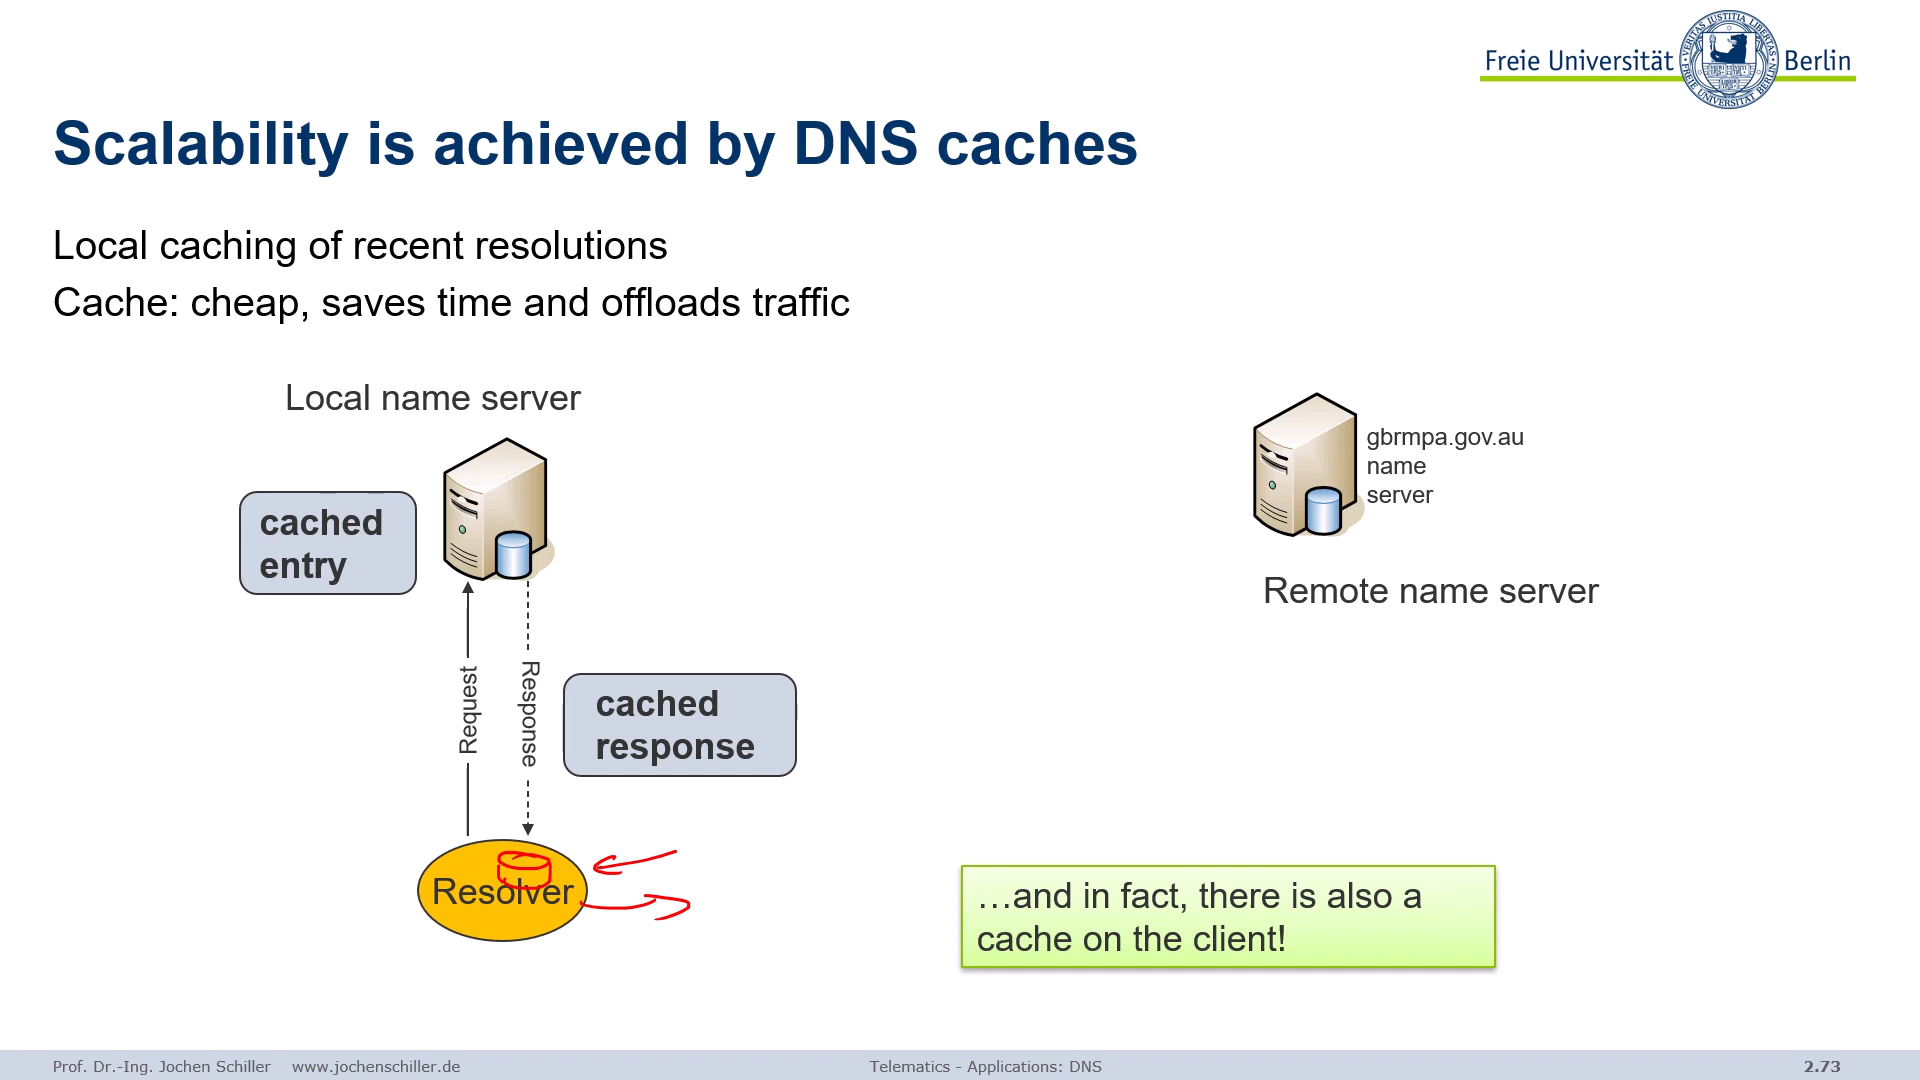 Freie Universität Berlin
Scalability is achieved by DNS caches
Local caching of recent resolutions
Cache: cheap, saves time and offloads traffic
Local name server
cached
entry
gbrmpa.gov.au
name
server
Remote name server
Request
Response
cached
response
Resolver
…and in fact, there is also a
cache on the client!
Prof. Dr.-Ing. Jochen Schiller www.jochenschiller.de Telematics - Applications: DNS 2.73